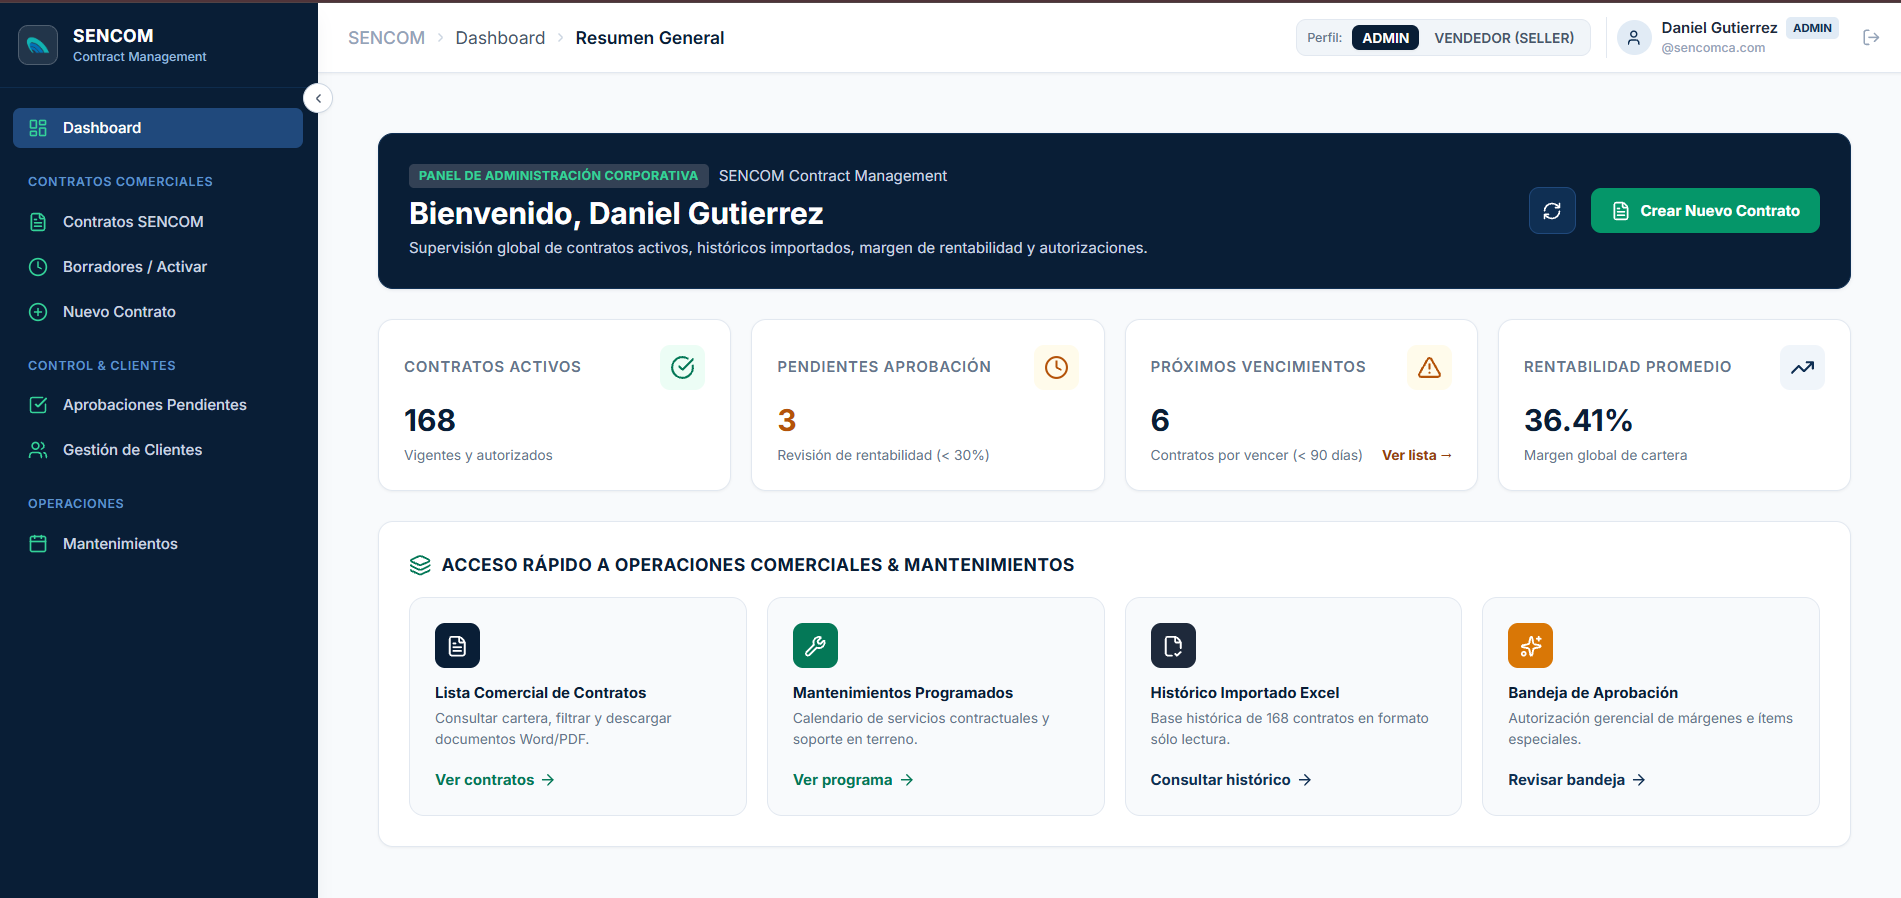 SENCOM
Contract Management
Dashboard
CONTRATOS COMERCIALES
Contratos SENCOM
Borradores / Activar
Nuevo Contrato
CONTROL & CLIENTES
Aprobaciones Pendientes
Gestión de Clientes
OPERACIONES
Mantenimientos
SENCOM > Dashboard > Resumen General
Perfil: ADMIN VENDEDOR (SELLER)
Daniel Gutierrez ADMIN
@sencomca.com
PANEL DE ADMINISTRACIÓN CORPORATIVA SENCOM Contract Management
Bienvenido, Daniel Gutierrez
Supervisión global de contratos activos, históricos importados, margen de rentabilidad y autorizaciones.
Crear Nuevo Contrato
CONTRATOS ACTIVOS
168
Vigentes y autorizados
PENDIENTES APROBACIÓN
3
Revisión de rentabilidad (< 30%)
PRÓXIMOS VENCIMIENTOS
6
Contratos por vencer (< 90 días) Ver lista →
RENTABILIDAD PROMEDIO
36.41%
Margen global de cartera
ACCESO RÁPIDO A OPERACIONES COMERCIALES & MANTENIMIENTOS
Lista Comercial de Contratos
Consultar cartera, filtrar y descargar
documentos Word/PDF.
Ver contratos →
Mantenimientos Programados
Calendario de servicios contractuales y
soporte en terreno.
Ver programa →
Histórico Importado Excel
Base histórica de 168 contratos en formato
sólo lectura.
Consultar histórico →
Bandeja de Aprobación
Autorización gerencial de márgenes e ítems
especiales.
Revisar bandeja →